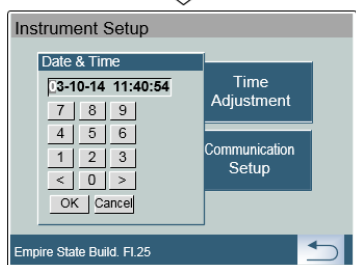 Instrument Setup
Date & Time
03-10-14 11:40:54
7 8 9
4 5 6
1 2 3
< 0 >
OK Cancel
Time
Adjustment
Communication
Setup
Empire State Build. Fl.25